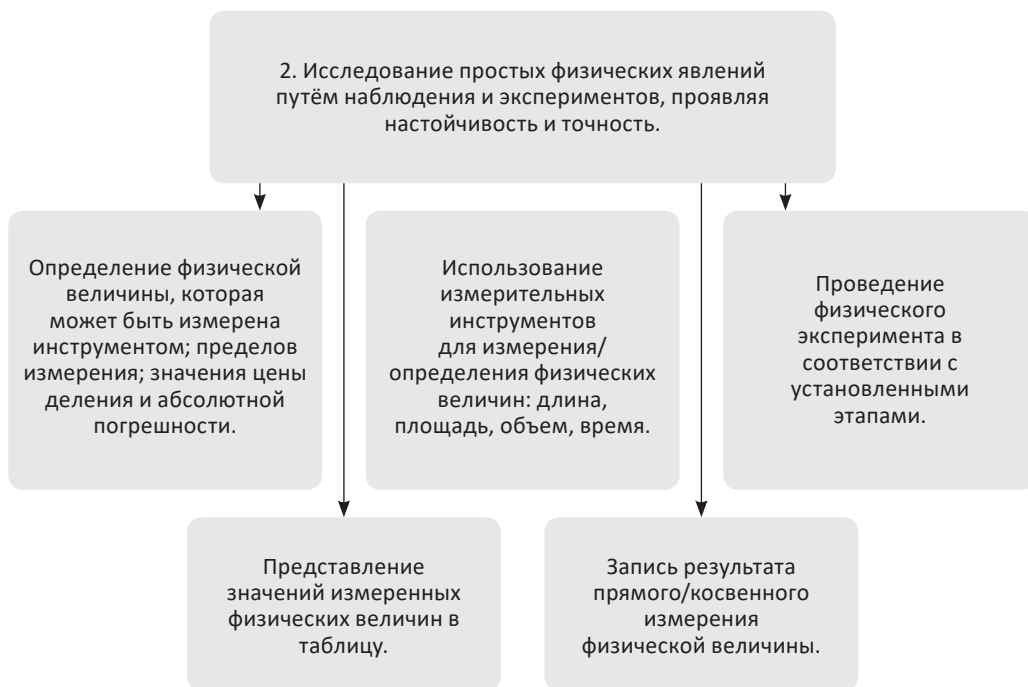 2. Исследование простых физических явлений
путём наблюдения и экспериментов, проявляя
настойчивость и точность.
Определение физической
величины, которая
может быть измерена
инструментом; пределов
измерения; значения цены
деления и абсолютной
погрешности.
Использование
измерительных
инструментов
для измерения/
определения физических
величин: длина,
площадь, объем, время.
Проведение
физического
эксперимента в
соответствии с
установленными
этапами.
Представление
значений измеренных
физических величин в
таблицу.
Запись результата
прямого/косвенного
измерения
физической величины.